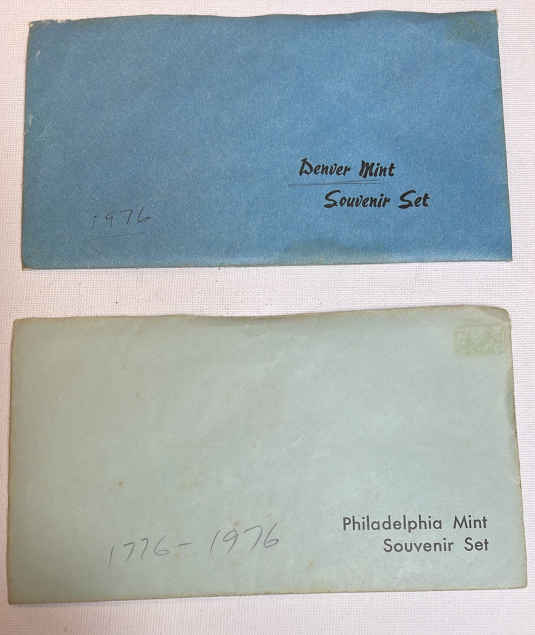 Denver Mint
Souvenir Set
1976
Philadelphia Mint
Souvenir Set
1776-1976